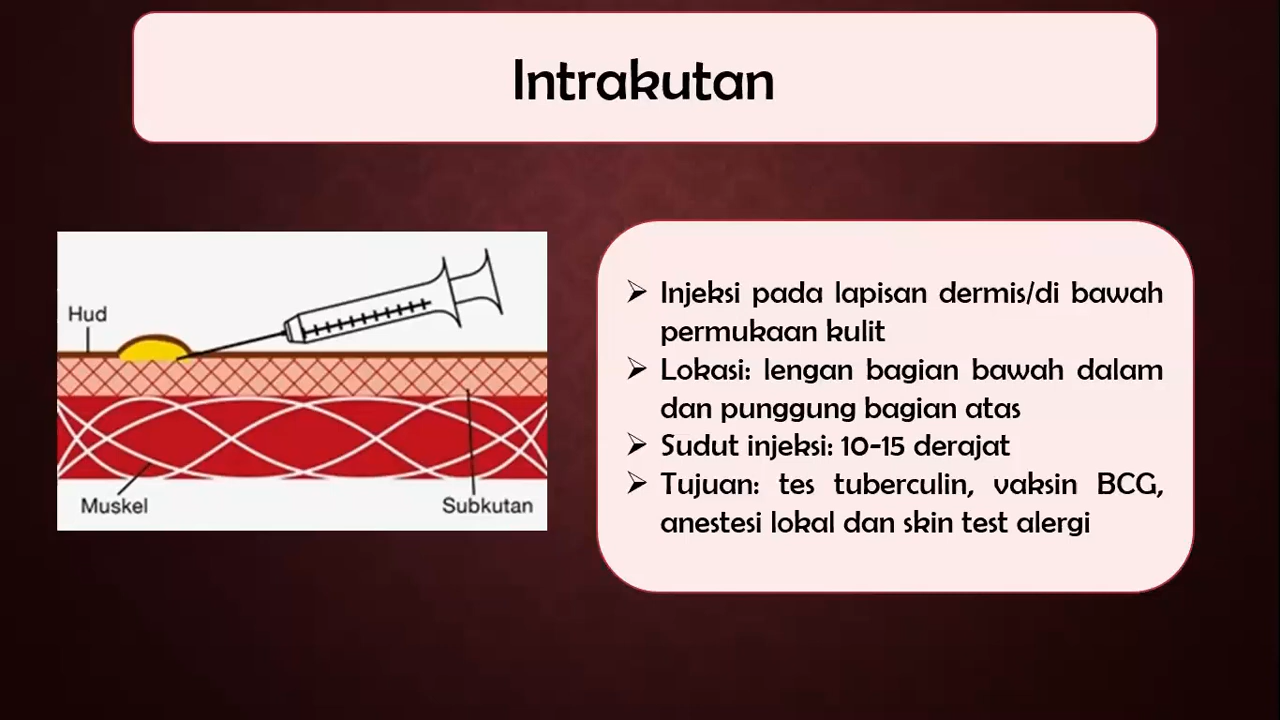 Intrakutan
Hud
Muskel
Subkutan
➢ Injeksi pada lapisan dermis/di bawah
permukaan kulit
➢ Lokasi: lengan bagian bawah dalam
dan punggung bagian atas
➢ Sudut injeksi: 10-15 derajat
➢ Tujuan: tes tuberculin, vaksin BCG,
anestesi lokal dan skin test alergi